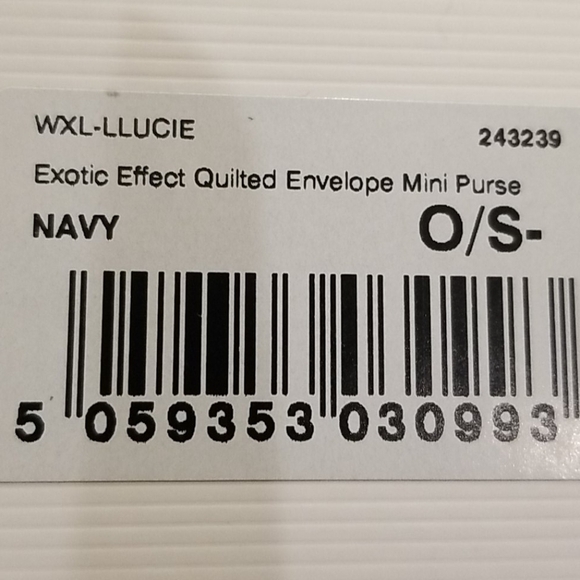 WXL-LLUCIE 243239
Exotic Effect Quilted Envelope Mini Purse
NAVY O/S-
5 059353 030993